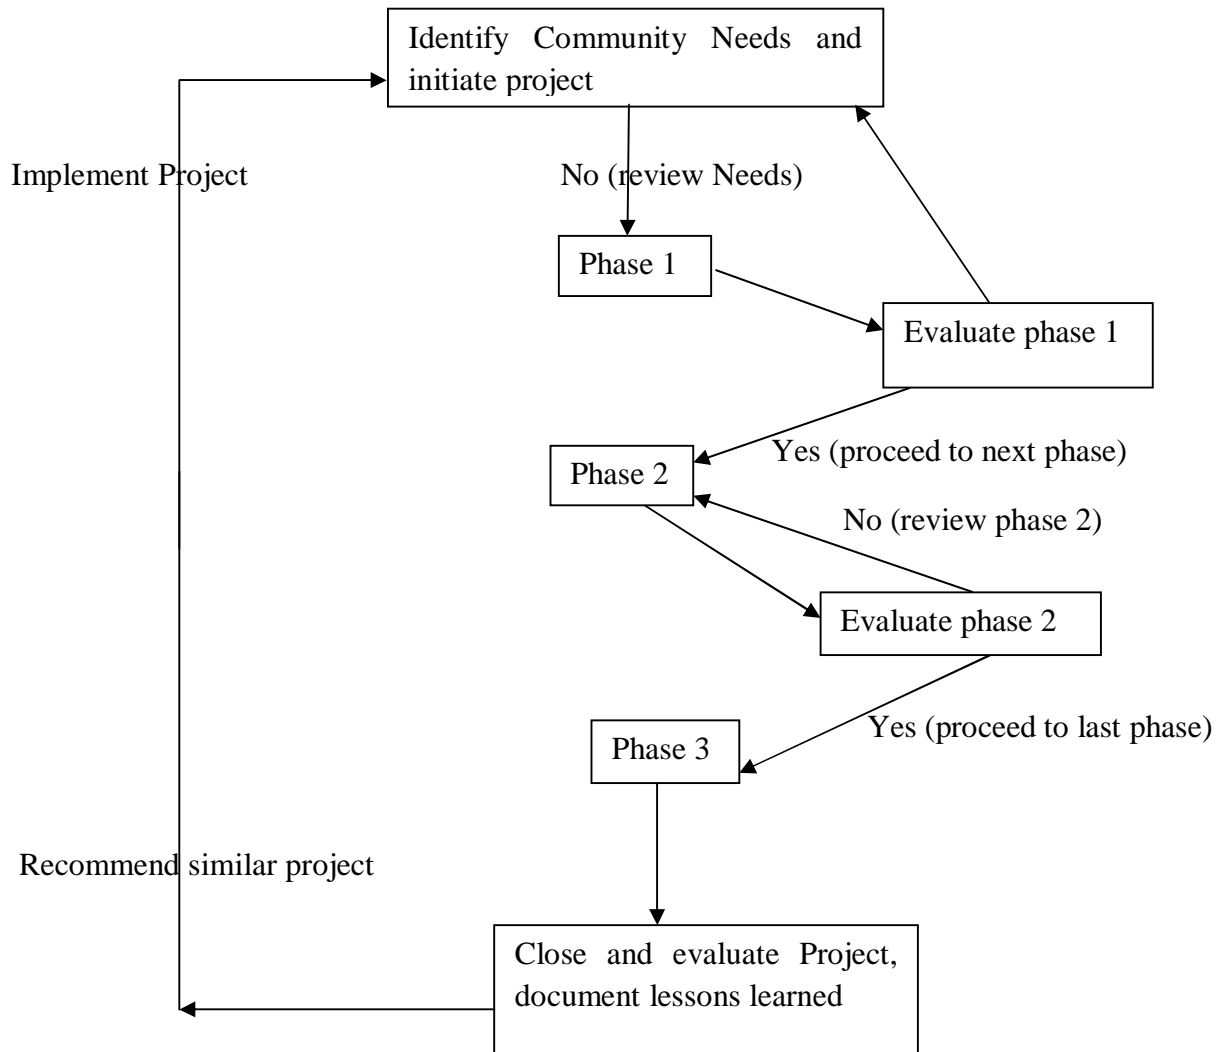 Identify Community Needs and
initiate project
Implement Project
No (review Needs)
Phase 1
Evaluate phase 1
Yes (proceed to next phase)
Phase 2
No (review phase 2)
Evaluate phase 2
Yes (proceed to last phase)
Phase 3
Recommend similar project
Close and evaluate Project,
document lessons learned